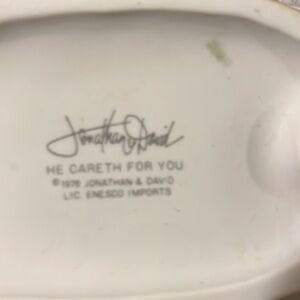 Jonathan & David
HE CARETH FOR YOU
© 1978 JONATHAN & DAVID
LIC. ENESCO IMPORTS